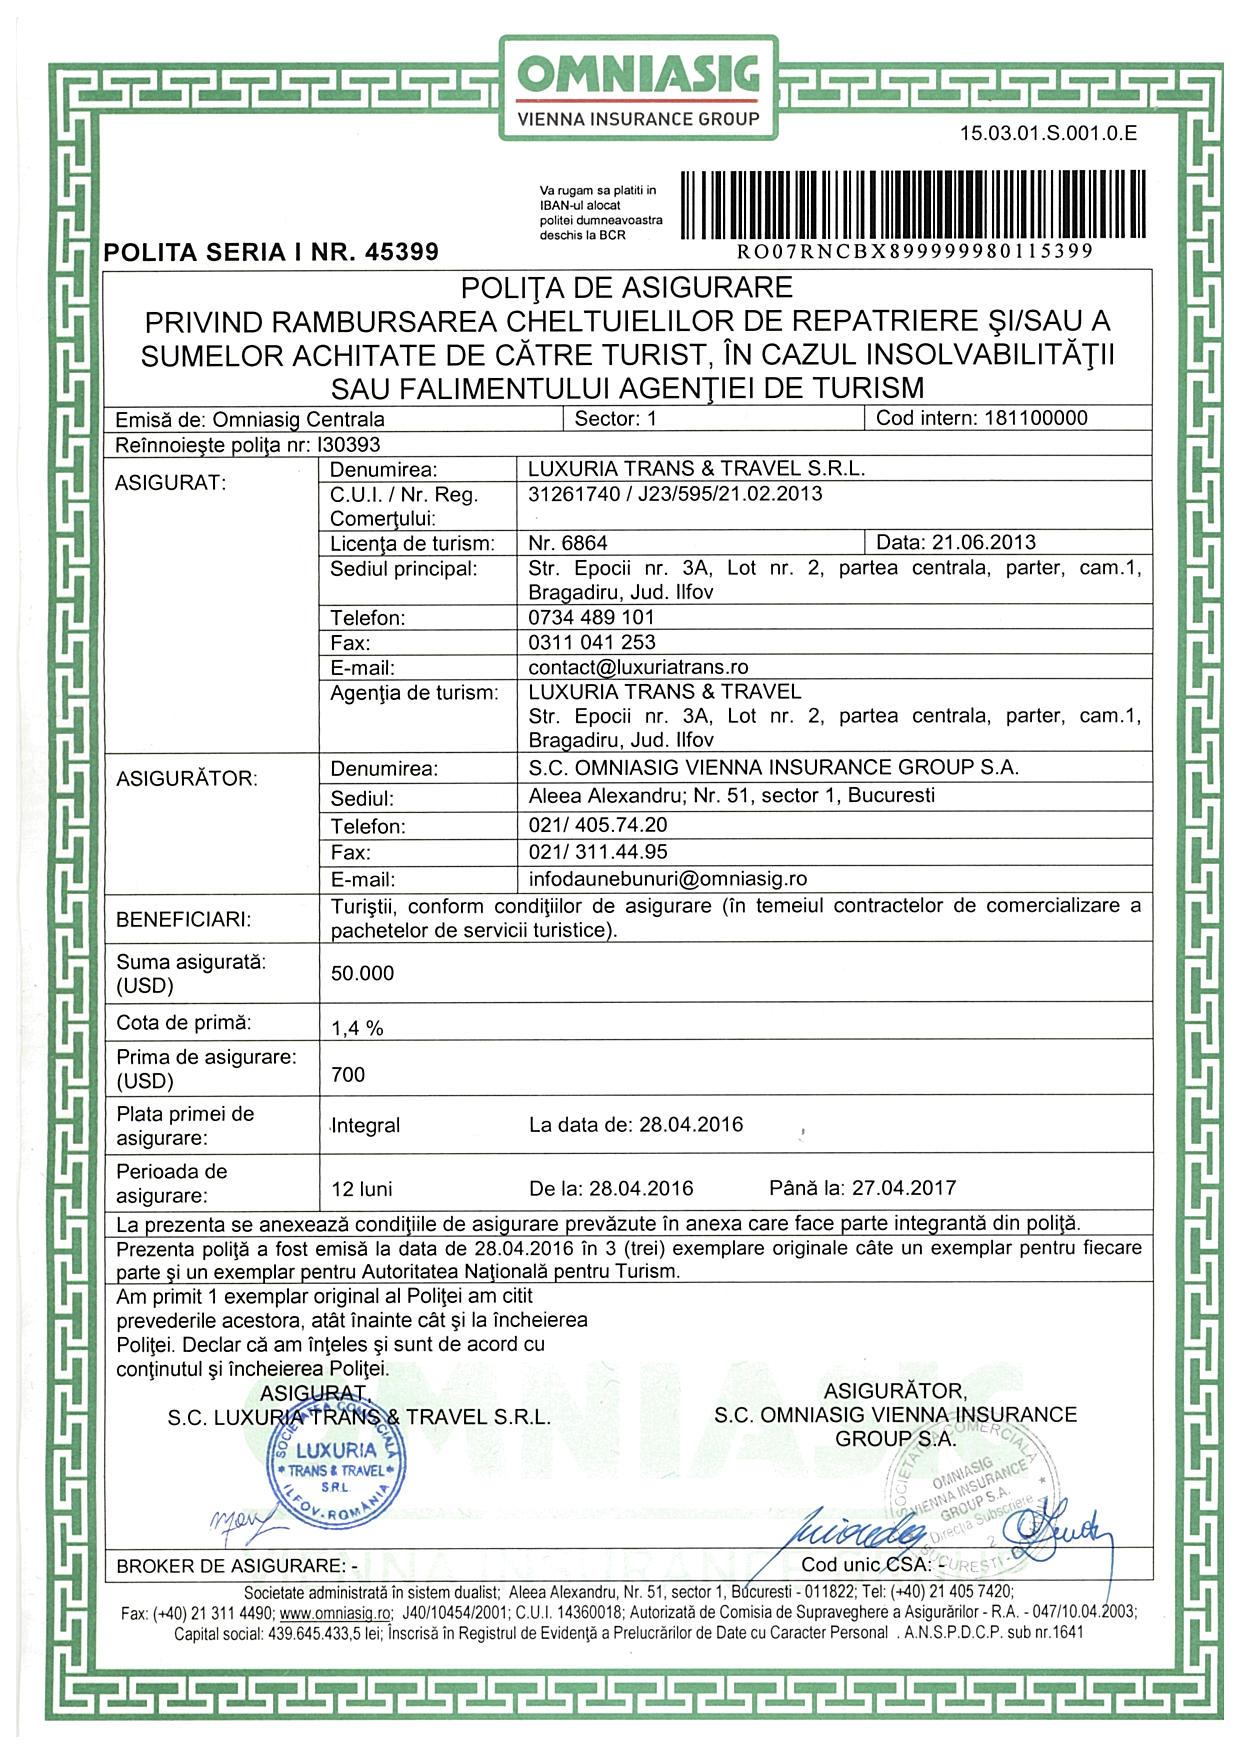 OMNIASIG
VIENNA INSURANCE GROUP
15.03.01.S.001.0.E
Va rugam sa platiti in
IBAN-ul alocat
politei dumneavoastra
deschis la BCR
RO07RNCBX899999980115399
POLITA SERIA I NR. 45399
POLIŢA DE ASIGURARE
PRIVIND RAMBURSAREA CHELTUIELILOR DE REPATRIERE ŞI/SAU A
SUMELOR ACHITATE DE CĂTRE TURIST, ÎN CAZUL INSOLVABILITĂŢII
SAU FALIMENTULUI AGENŢIEI DE TURISM
Emisă de: Omniasig Centrala Sector: 1 Cod intern: 181100000
Reînnoieşte poliţa nr: I30393
ASIGURAT:
Denumirea: LUXURIA TRANS & TRAVEL S.R.L.
C.U.I. / Nr. Reg. 31261740 / J23/595/21.02.2013
Comerţului:
Licenţa de turism: Nr. 6864 Data: 21.06.2013
Sediul principal: Str. Epocii nr. 3A, Lot nr. 2, partea centrala, parter, cam.1,
Bragadiru, Jud. Ilfov
Telefon: 0734 489 101
Fax: 0311 041 253
E-mail: contact@luxuriatrans.ro
Agenţia de turism: LUXURIA TRANS & TRAVEL
Str. Epocii nr. 3A, Lot nr. 2, partea centrala, parter, cam.1,
Bragadiru, Jud. Ilfov
ASIGURĂTOR:
Denumirea: S.C. OMNIASIG VIENNA INSURANCE GROUP S.A.
Sediul: Aleea Alexandru; Nr. 51, sector 1, Bucuresti
Telefon: 021/ 405.74.20
Fax: 021/ 311.44.95
E-mail: infodaunebunuri@omniasig.ro
BENEFICIARI: Turiştii, conform condiţiilor de asigurare (în temeiul contractelor de comercializare a
pachetelor de servicii turistice).
Suma asigurată:
(USD) 50.000
Cota de primă: 1,4 %
Prima de asigurare:
(USD) 700
Plata primei de
asigurare: Integral La data de: 28.04.2016
Perioada de
asigurare: 12 luni De la: 28.04.2016 Până la: 27.04.2017
La prezenta se anexează condiţiile de asigurare prevăzute în anexa care face parte integrantă din poliţă.
Prezenta poliţă a fost emisă la data de 28.04.2016 în 3 (trei) exemplare originale câte un exemplar pentru fiecare
parte şi un exemplar pentru Autoritatea Naţională pentru Turism.
Am primit 1 exemplar original al Poliţei am citit
prevederile acestora, atât înainte cât şi la încheierea
Poliţei. Declar că am înţeles şi sunt de acord cu
conţinutul şi încheierea Poliţei.
ASIGURAT,
S.C. LUXURIA TRANS & TRAVEL S.R.L.
ASIGURĂTOR,
S.C. OMNIASIG VIENNA INSURANCE
GROUP S.A.
SOCIETATEA COMERCIALĂ
LUXURIA
* TRANS & TRAVEL *
S.R.L.
ILFOV-ROMÂNIA
SOCIETATE COMERCIALĂ
OMNIASIG
VIENNA INSURANCE
GROUP S.A.
Direcţia Subscriere
2
BUCUREŞTI
OMNIASIG
VIENNA INSURANCE
BROKER DE ASIGURARE: - Cod unic CSA: -
Societate administrată în sistem dualist; Aleea Alexandru, Nr. 51, sector 1, Bucuresti - 011822; Tel: (+40) 21 405 7420;
Fax: (+40) 21 311 4490; www.omniasig.ro; J40/10454/2001; C.U.I. 14360018; Autorizată de Comisia de Supraveghere a Asigurărilor - R.A. - 047/10.04.2003;
Capital social: 439.645.433,5 lei; Înscrisă în Registrul de Evidenţă a Prelucrărilor de Date cu Caracter Personal . A.N.S.P.D.C.P. sub nr.1641